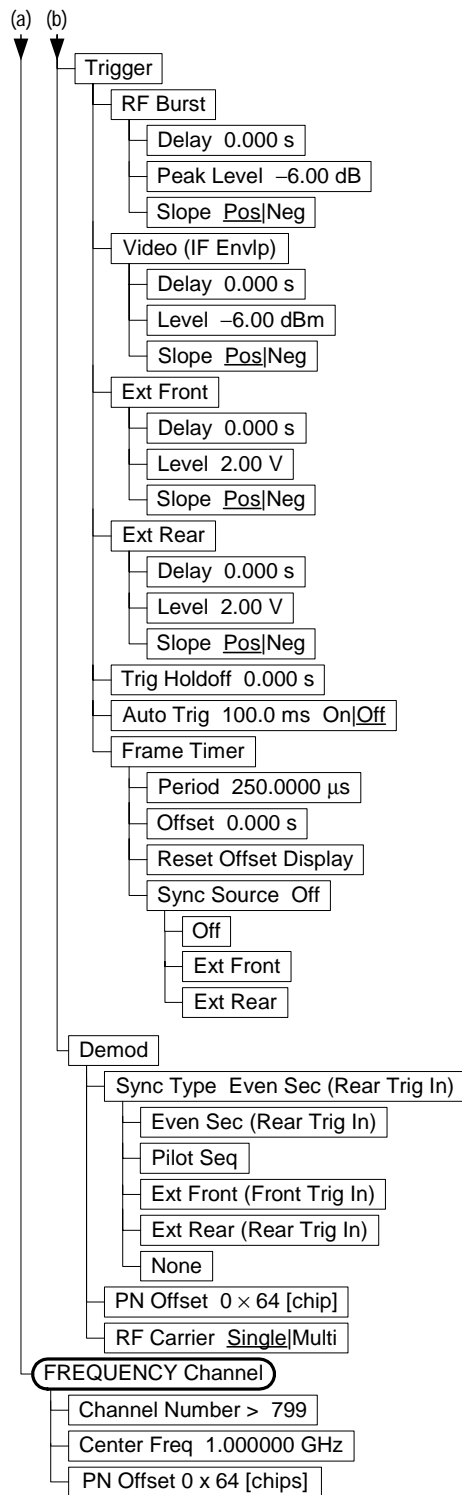 (a) (b)
Trigger
RF Burst
Delay 0.000 s
Peak Level –6.00 dB
Slope Pos|Neg
Video (IF Envlp)
Delay 0.000 s
Level –6.00 dBm
Slope Pos|Neg
Ext Front
Delay 0.000 s
Level 2.00 V
Slope Pos|Neg
Ext Rear
Delay 0.000 s
Level 2.00 V
Slope Pos|Neg
Trig Holdoff 0.000 s
Auto Trig 100.0 ms On|Off
Frame Timer
Period 250.0000 μs
Offset 0.000 s
Reset Offset Display
Sync Source Off
Off
Ext Front
Ext Rear
Demod
Sync Type Even Sec (Rear Trig In)
Even Sec (Rear Trig In)
Pilot Seq
Ext Front (Front Trig In)
Ext Rear (Rear Trig In)
None
PN Offset 0 × 64 [chip]
RF Carrier Single|Multi
FREQUENCY Channel
Channel Number > 799
Center Freq 1.000000 GHz
PN Offset 0 x 64 [chips]